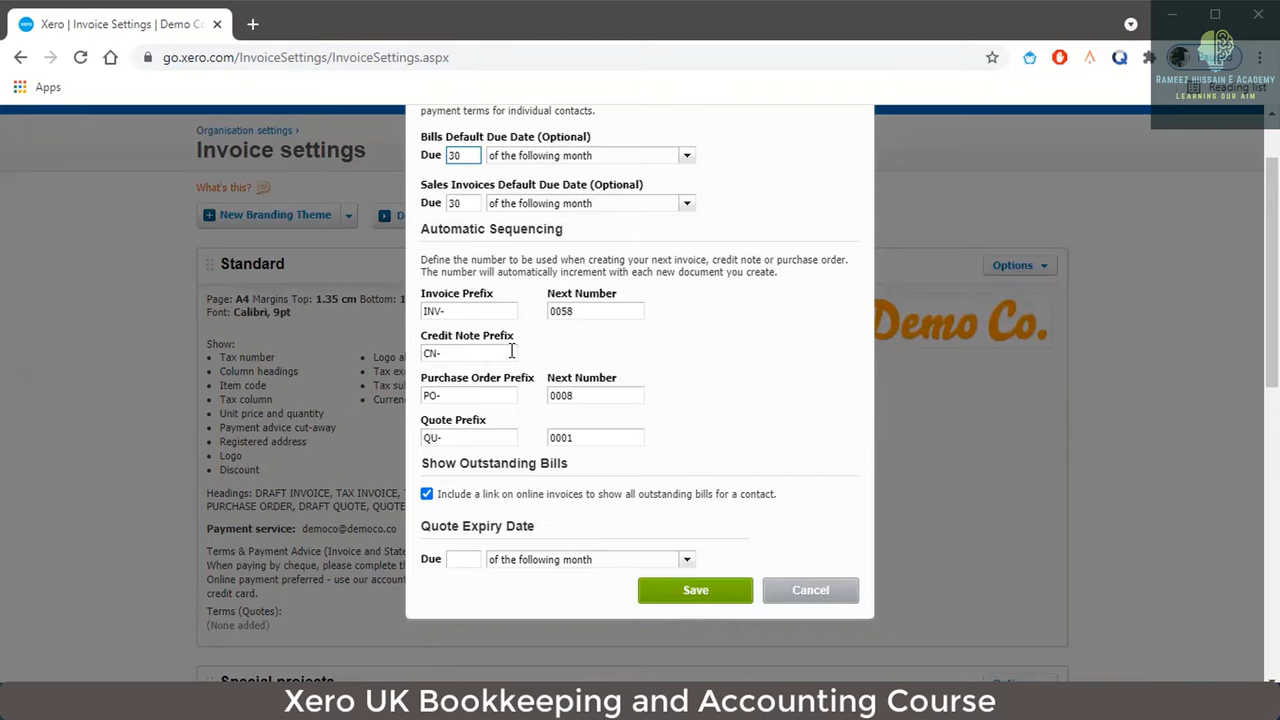 Xero | Invoice Settings | Demo Co
go.xero.com/InvoiceSettings/InvoiceSettings.aspx
Apps
Reading list
RAMEEZ HUSSAIN E ACADEMY
LEARNING OUR AIM
Organisation settings ›
Invoice settings
What's this?
New Branding Theme
D
Standard
Options
Page: A4 Margins Top: 1.35 cm Bottom: 1
Font: Calibri, 9pt
Show:
Tax number
Column headings
Item code
Tax column
Unit price and quantity
Payment advice cut-away
Registered address
Logo
Discount
Logo a
Tax su
Tax ex
Curre
Headings: DRAFT INVOICE, TAX INVOICE,
PURCHASE ORDER, DRAFT QUOTE, QUOTE
Payment service: democo@democo.co
Terms & Payment Advice (Invoice and State
When paying by cheque, please complete t
Online payment preferred - use our account
credit card.
Terms (Quotes):
(None added)
Demo Co.
payment terms for individual contacts.
Bills Default Due Date (Optional)
Due 30 of the following month
Sales Invoices Default Due Date (Optional)
Due 30 of the following month
Automatic Sequencing
Define the number to be used when creating your next invoice, credit note or purchase order.
The number will automatically increment with each new document you create.
Invoice Prefix Next Number
INV- 0058
Credit Note Prefix
CN-
Purchase Order Prefix Next Number
PO- 0008
Quote Prefix
QU- 0001
Show Outstanding Bills
Include a link on online invoices to show all outstanding bills for a contact.
Quote Expiry Date
Due of the following month
Save Cancel
Xero UK Bookkeeping and Accounting Course